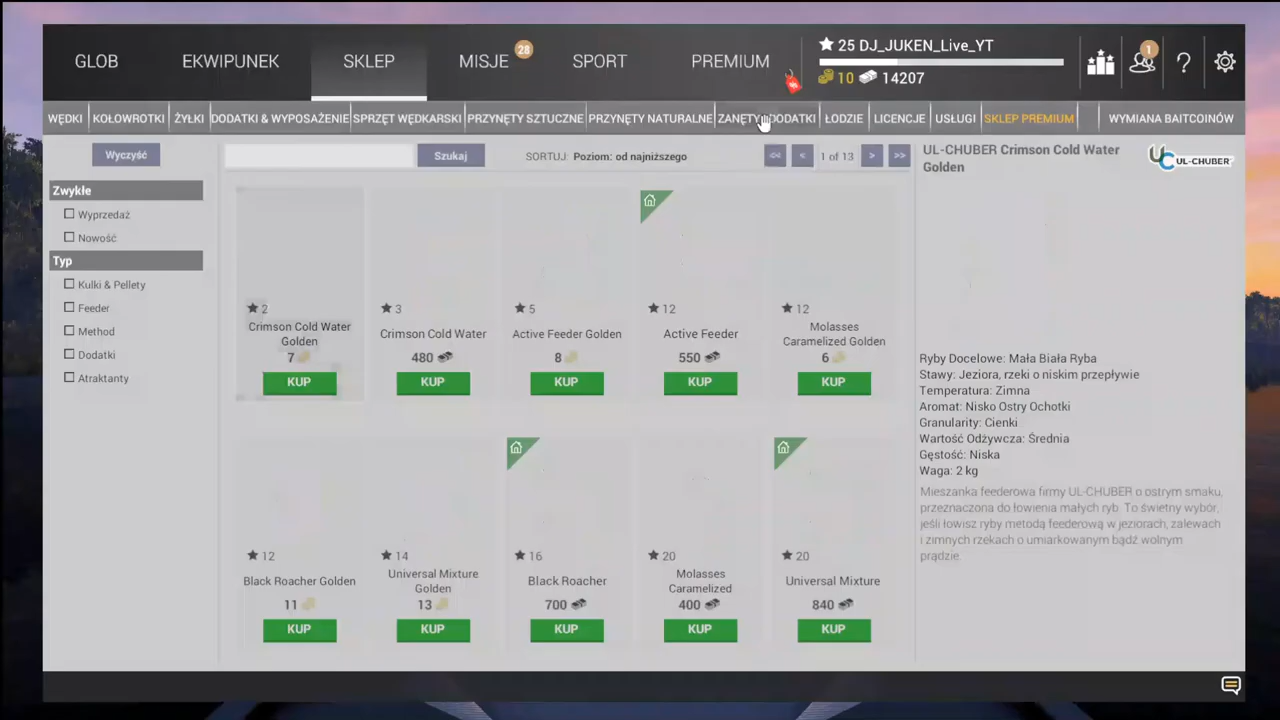 GLOB EKWIPUNEK SKLEP MISJE 28 SPORT PREMIUM
25 DJ_JUKEN_Live_YT
10 14207
1
?
WĘDKI KOŁOWROTKI ŻYŁKI DODATKI & WYPOSAŻENIE SPRZĘT WĘDKARSKI PRZYNĘTY SZTUCZNE PRZYNĘTY NATURALNE ZANĘTY DODATKI ŁODZIE LICENCJE USŁUGI SKLEP PREMIUM WYMIANA BAITCOINÓW
Wyczyść
Zwykłe
Wyprzedaż
Nowość
Typ
Kulki & Pellety
Feeder
Method
Dodatki
Atraktanty
Szukaj SORTUJ: Poziom: od najniższego << < 1 of 13 > >>
2 3 5 12 12
Crimson Cold Water Golden Crimson Cold Water Active Feeder Golden Active Feeder Molasses Caramelized Golden
7 480 8 550 6
KUP KUP KUP KUP KUP
12 14 16 20 20
Black Roacher Golden Universal Mixture Golden Black Roacher Molasses Caramelized Universal Mixture
11 13 700 400 840
KUP KUP KUP KUP KUP
UL-CHUBER Crimson Cold Water
Golden
UL-CHUBER
Ryby Docelowe: Mała Biała Ryba
Stawy: Jeziora, rzeki o niskim przepływie
Temperatura: Zimna
Aromat: Nisko Ostry Ochotki
Granularity: Cienki
Wartość Odżywcza: Średnia
Gęstość: Niska
Waga: 2 kg
Mieszanka feederowa firmy UL-CHUBER o ostrym smaku,
przeznaczona do łowienia małych ryb. To świetny wybór,
jeśli łowisz ryby metodą feederową w jeziorach, zalewach
i zimnych rzekach o umiarkowanym bądź wolnym
prądzie.